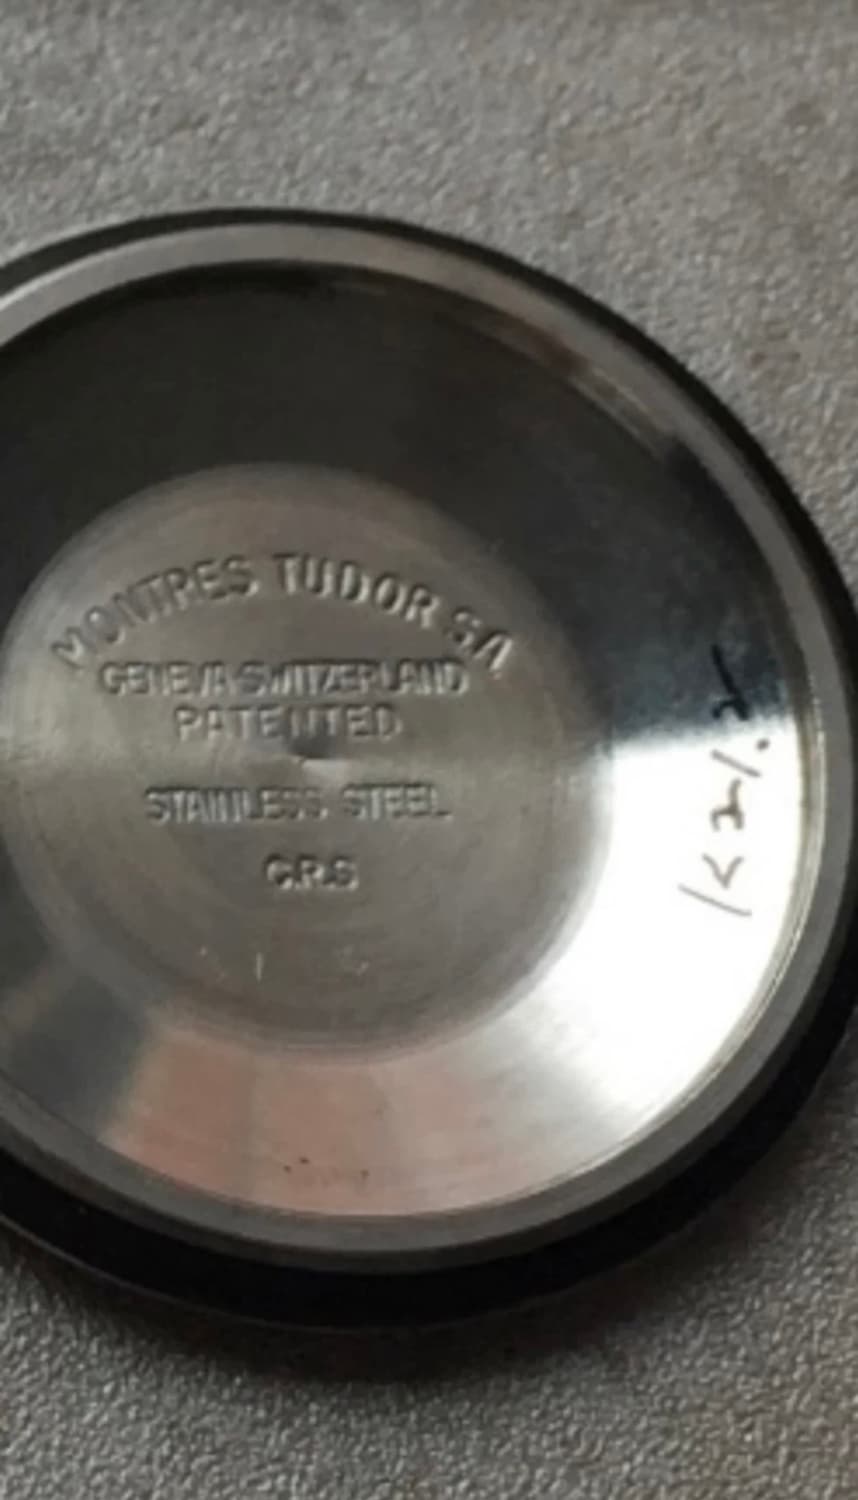 MONTRES TUDOR SA
GENEVA SWITZERLAND
PATENTED
STAINLESS STEEL
C.R.S